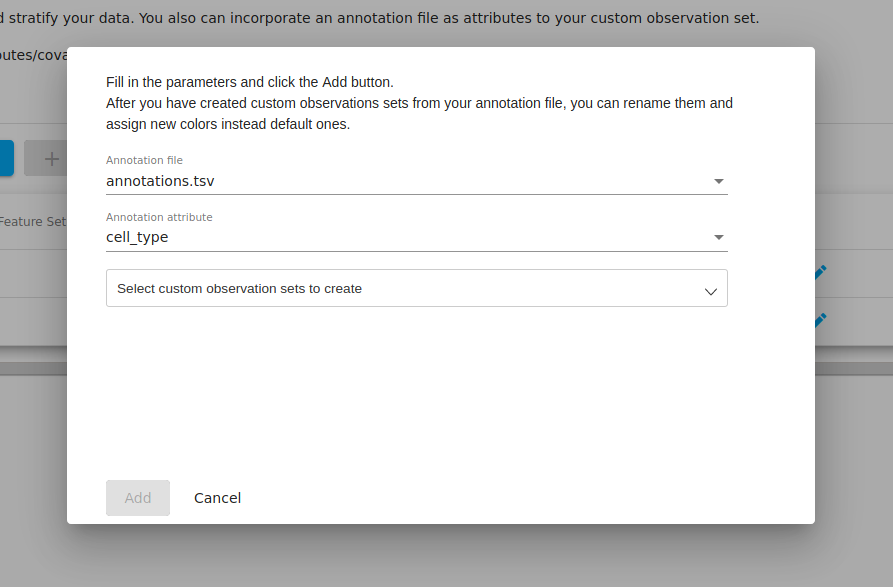 d stratify your data. You also can incorporate an annotation file as attributes to your custom observation set.
Fill in the parameters and click the Add button.
After you have created custom observations sets from your annotation file, you can rename them and
assign new colors instead default ones.
Annotation file
annotations.tsv
Feature Set
Annotation attribute
cell_type
Select custom observation sets to create
Add
Cancel